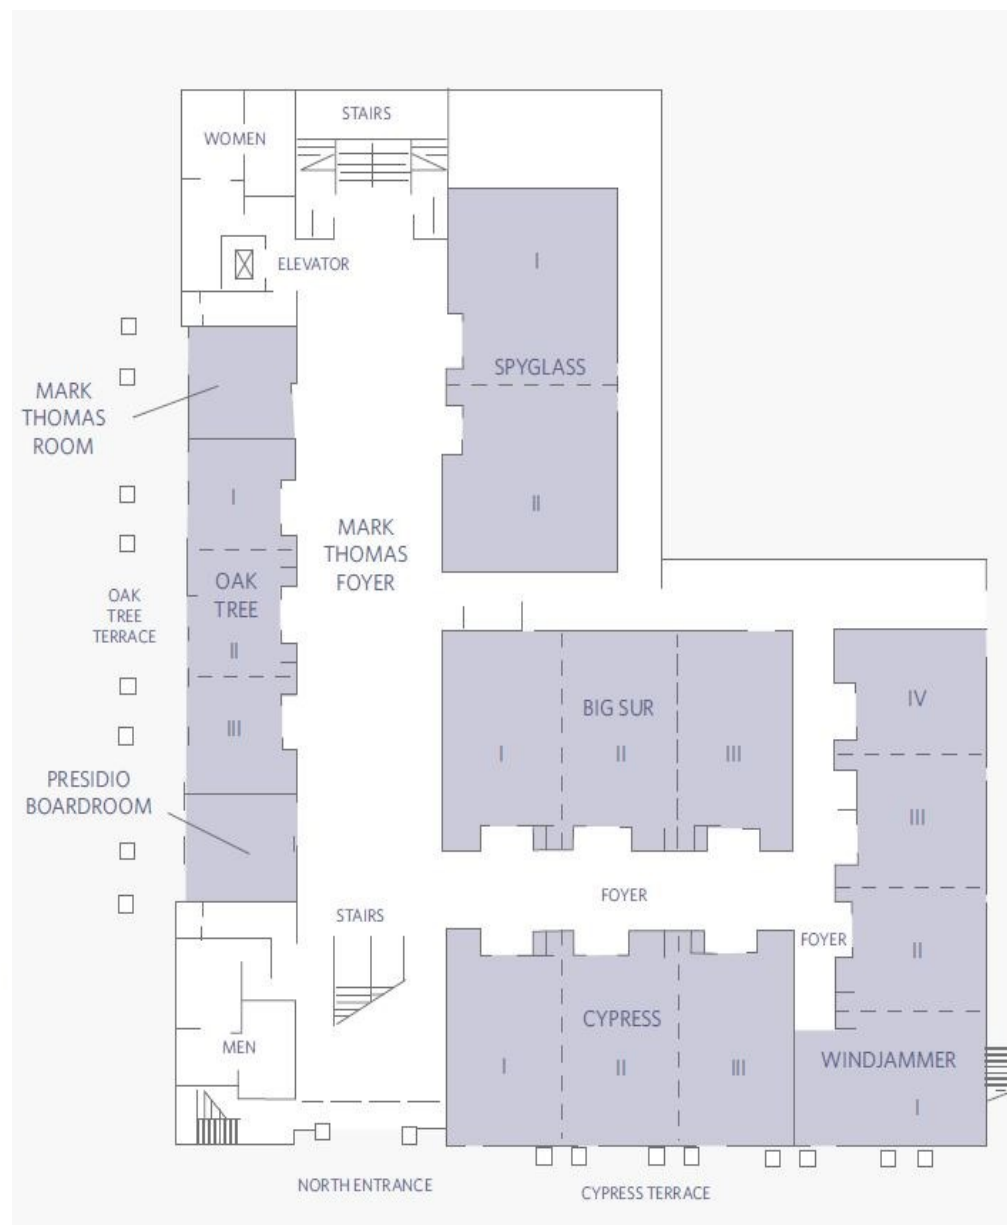 STAIRS
WOMEN
ELEVATOR
I
SPYGLASS
II
MARK
THOMAS
ROOM
I
MARK
THOMAS
FOYER
OAK
TREE
OAK
TREE
TERRACE
II
III
BIG SUR
I
II
III
IV
III
PRESIDIO
BOARDROOM
FOYER
STAIRS
FOYER
II
CYPRESS
MEN
I
II
III
WINDJAMMER
I
NORTH ENTRANCE
CYPRESS TERRACE